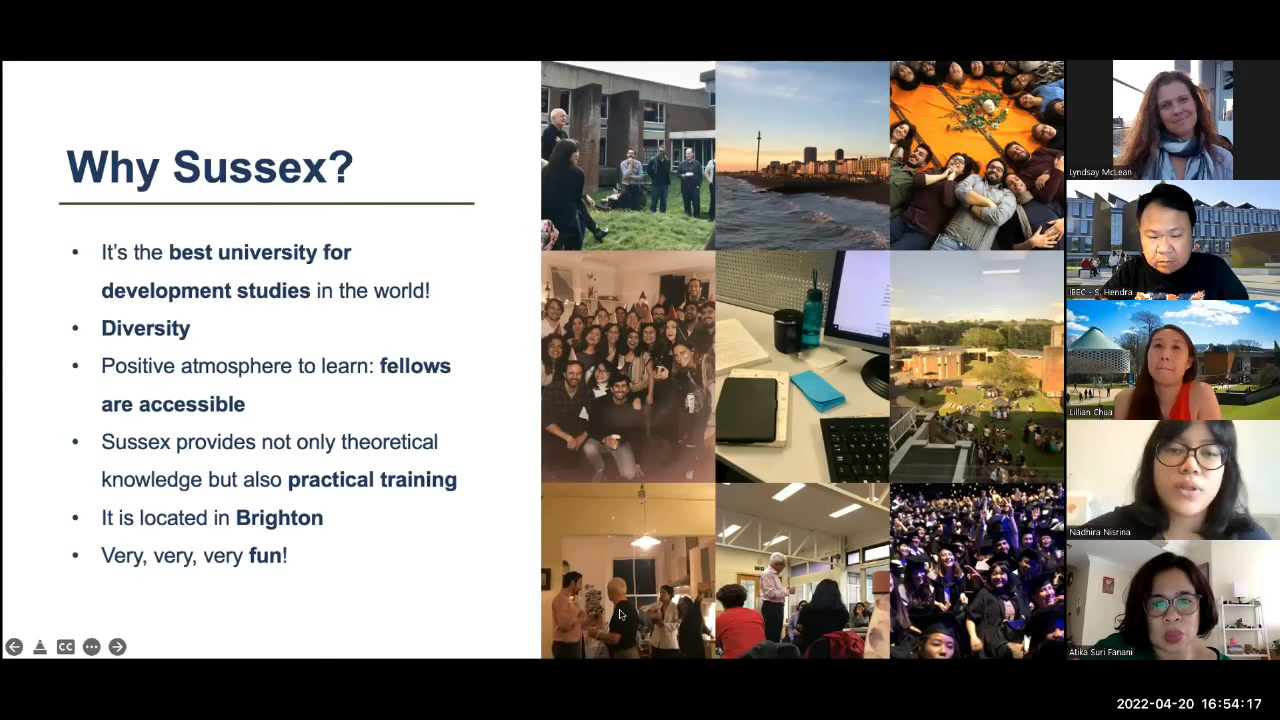 Why Sussex?
• It's the best university for
development studies in the world!
• Diversity
• Positive atmosphere to learn: fellows
are accessible
• Sussex provides not only theoretical
knowledge but also practical training
• It is located in Brighton
• Very, very, very fun!
CC
Lyndsay McLean
iBEC - S. Hendra
Lillian Chua
Nadhira Nisrina
Atika Suri Fanani
2022-04-20 16:54:17